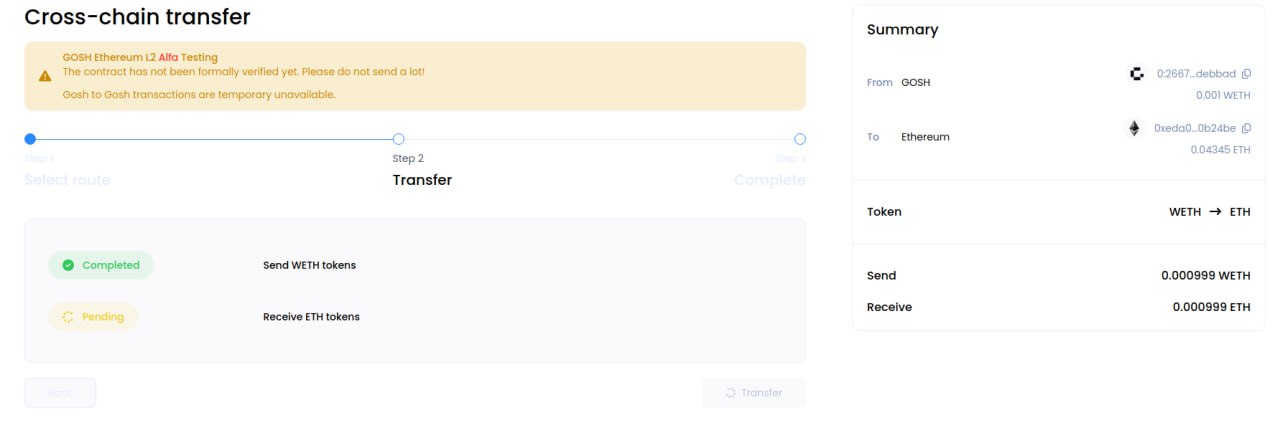 Cross-chain transfer
GOSH Ethereum L2 Alfa Testing
The contract has not been formally verified yet. Please do not send a lot!
Gosh to Gosh transactions are temporary unavailable.
Step 1
Step 2
Step 3
Select route
Transfer
Complete
Completed
Send WETH tokens
Pending
Receive ETH tokens
Back
Transfer
Summary
From GOSH 0:2667...debbad
0.001 WETH
To Ethereum 0xeda0...0b24be
0.04345 ETH
Token WETH → ETH
Send 0.000999 WETH
Receive 0.000999 ETH